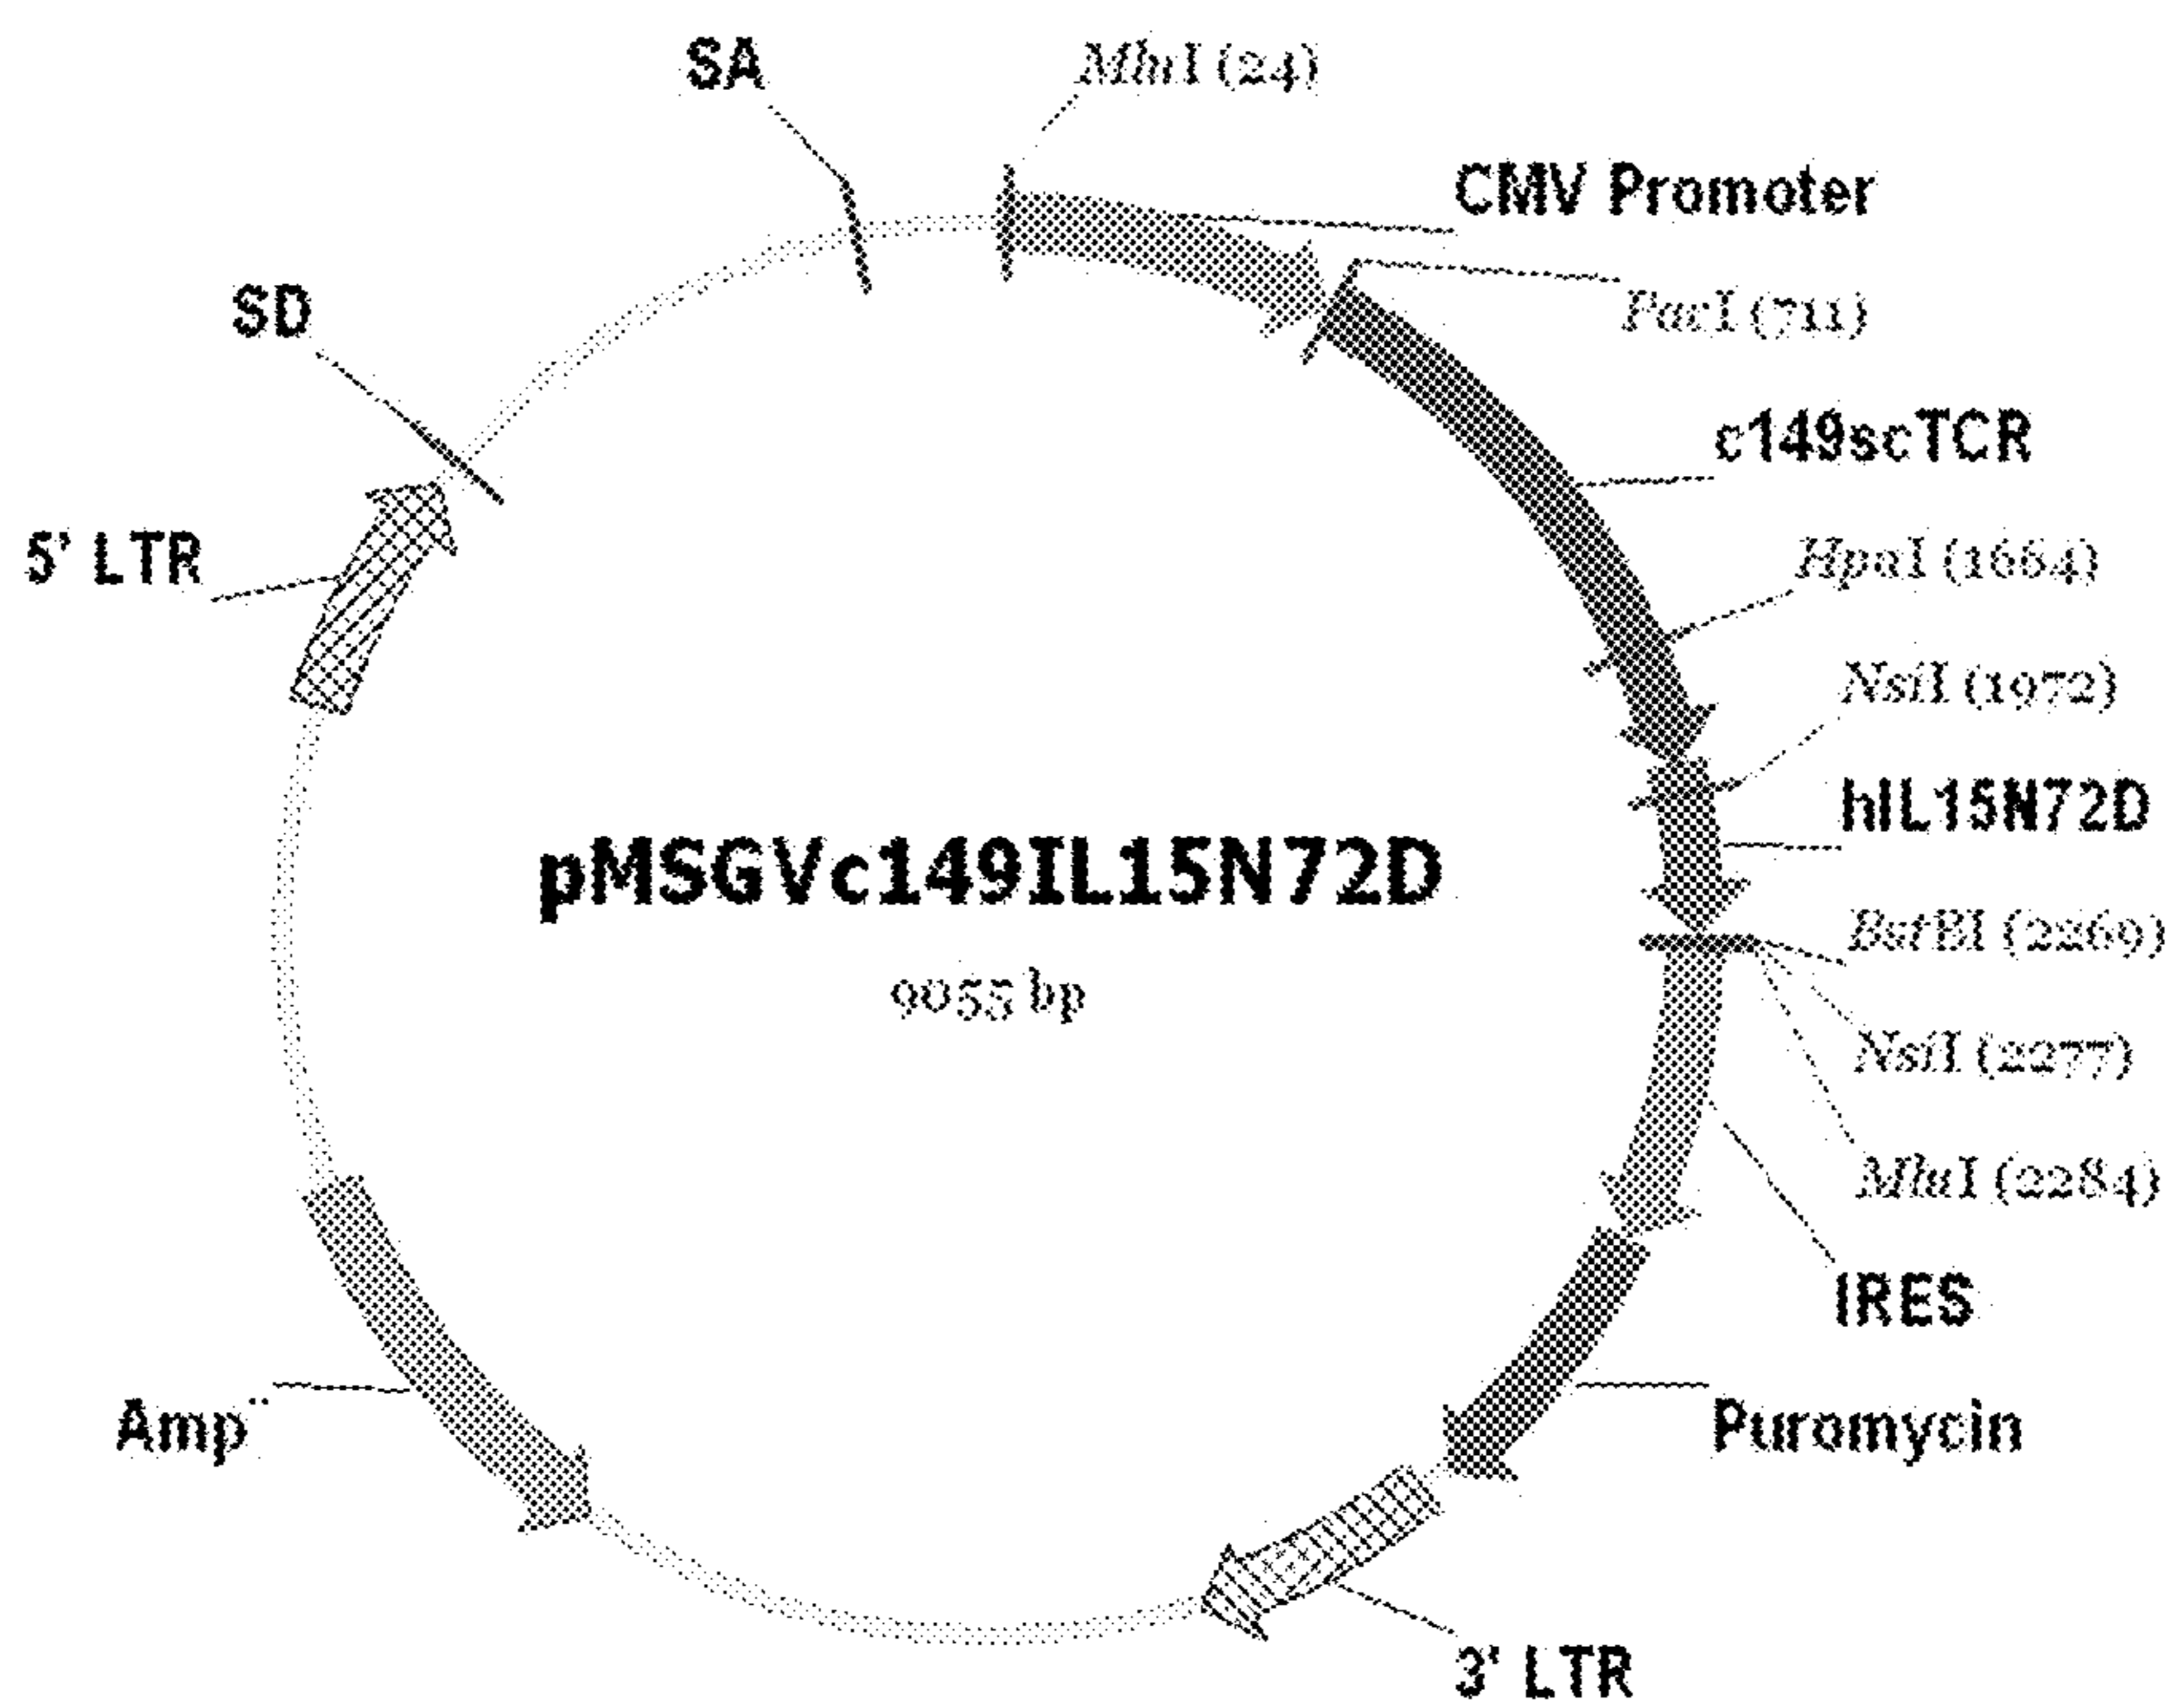 SA
MluI (24)
CMV Promoter
PacI (711)
SD
c149scTCR
5' LTR
HpaI (1684)
NsiI (1972)
hIL15N72D
pMSGVc149IL15N72D
9055 bp
BstBI (2269)
NsiI (2277)
MluI (2284)
IRES
Amp
Puromycin
3' LTR